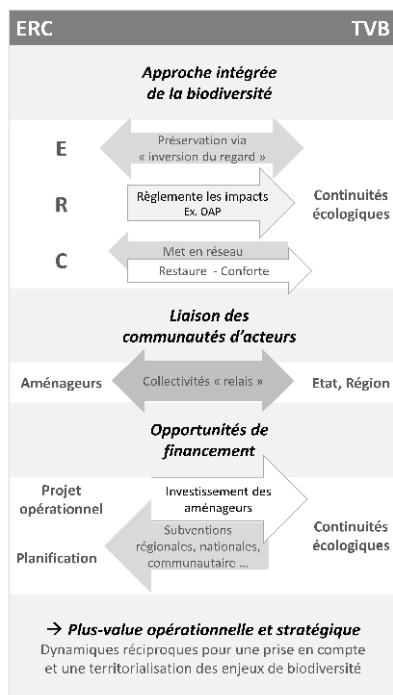 ERC TVB
Approche intégrée
de la biodiversité
E
Préservation via
« inversion du regard »
R
Règlemente les impacts
Ex. OAP
Continuités
écologiques
C
Met en réseau
Restaure - Conforte
Liaison des
communautés d'acteurs
Aménageurs
Collectivités « relais »
Etat, Région
Opportunités de
financement
Projet
opérationnel
Investissement des
aménageurs
Subventions
régionales, nationales,
communautaire ...
Continuités
écologiques
Planification
→ Plus-value opérationnelle et stratégique
Dynamiques réciproques pour une prise en compte
et une territorialisation des enjeux de biodiversité